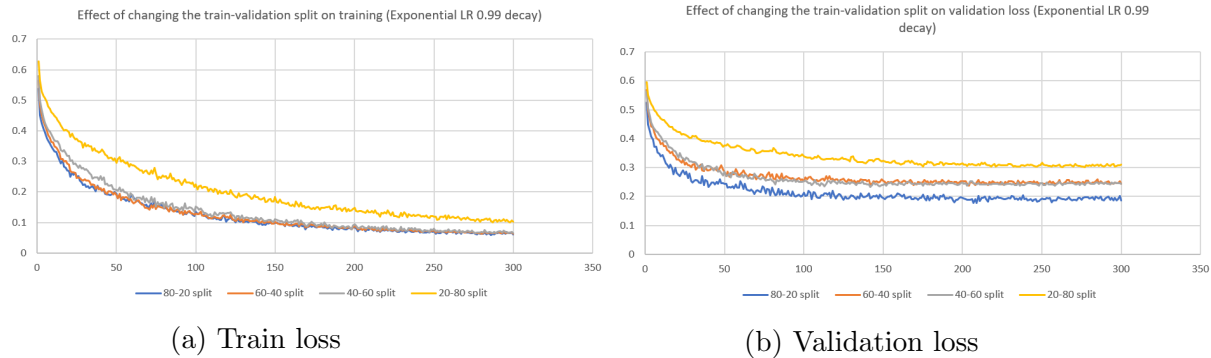 Effect of changing the train-validation split on training (Exponential LR 0.99 decay)
0.7
0.6
0.5
0.4
0.3
0.2
0.1
0
0 50 100 150 200 250 300 350
80-20 split 60-40 split 40-60 split 20-80 split
(a) Train loss
Effect of changing the train-validation split on validation loss (Exponential LR 0.99
decay)
0.7
0.6
0.5
0.4
0.3
0.2
0.1
0
0 50 100 150 200 250 300 350
80-20 split 60-40 split 40-60 split 20-80 split
(b) Validation loss